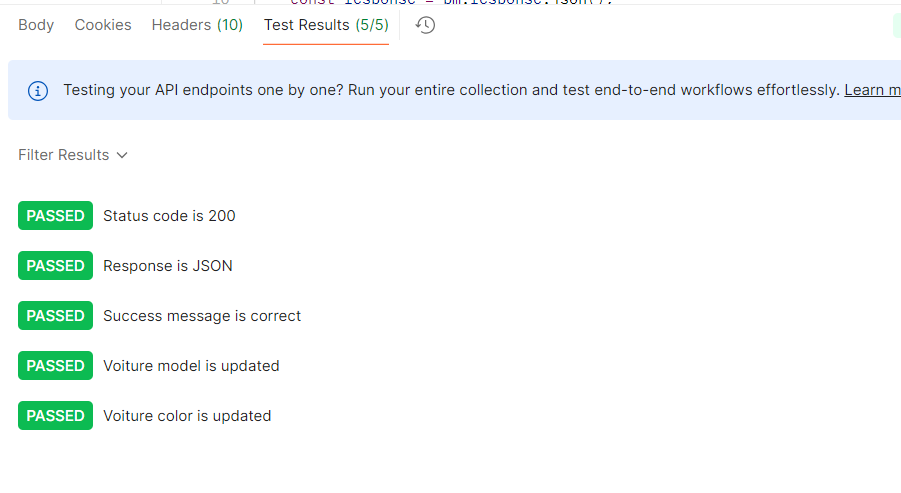 Body Cookies Headers (10) Test Results (5/5)
Testing your API endpoints one by one? Run your entire collection and test end-to-end workflows effortlessly. Learn m
Filter Results
PASSED Status code is 200
PASSED Response is JSON
PASSED Success message is correct
PASSED Voiture model is updated
PASSED Voiture color is updated